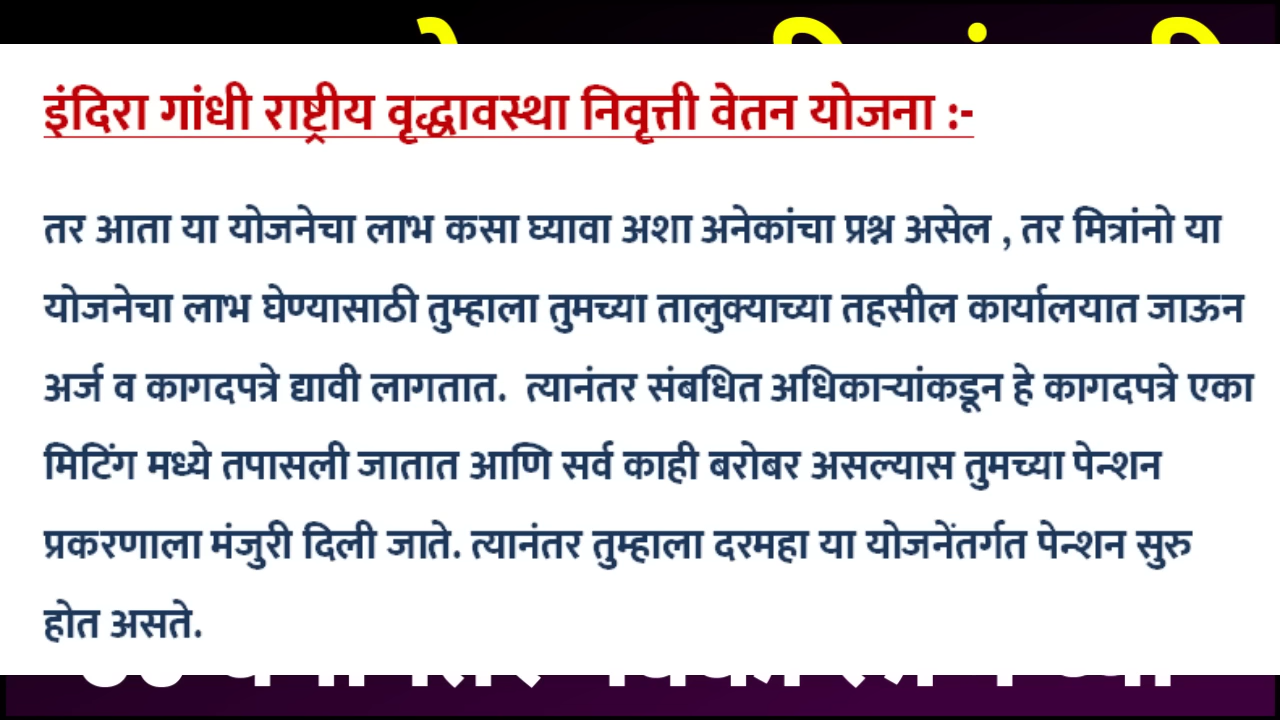 इंदिरा गांधी राष्ट्रीय वृद्धावस्था निवृत्ती वेतन योजना :-
तर आता या योजनेचा लाभ कसा घ्यावा अशा अनेकांचा प्रश्न असेल , तर मित्रांनो या
योजनेचा लाभ घेण्यासाठी तुम्हाला तुमच्या तालुक्याच्या तहसील कार्यालयात जाऊन
अर्ज व कागदपत्रे द्यावी लागतात. त्यानंतर संबधित अधिकाऱ्यांकडून हे कागदपत्रे एका
मिटिंग मध्ये तपासली जातात आणि सर्व काही बरोबर असल्यास तुमच्या पेन्शन
प्रकरणाला मंजुरी दिली जाते. त्यानंतर तुम्हाला दरमहा या योजनेंतर्गत पेन्शन सुरु
होत असते.